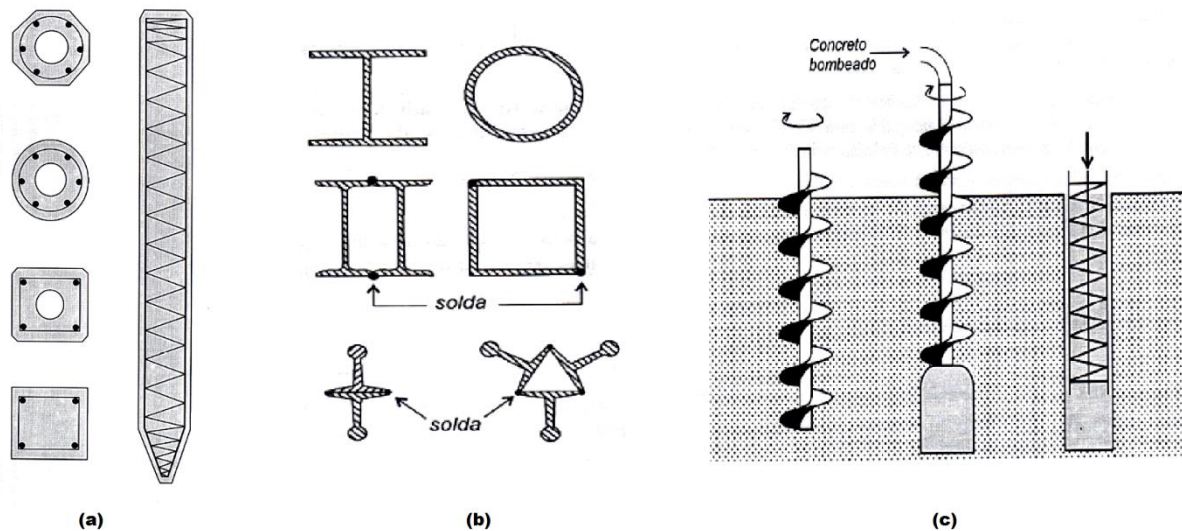 Concreto
bombeado
solda
solda
(a)
(b)
(c)